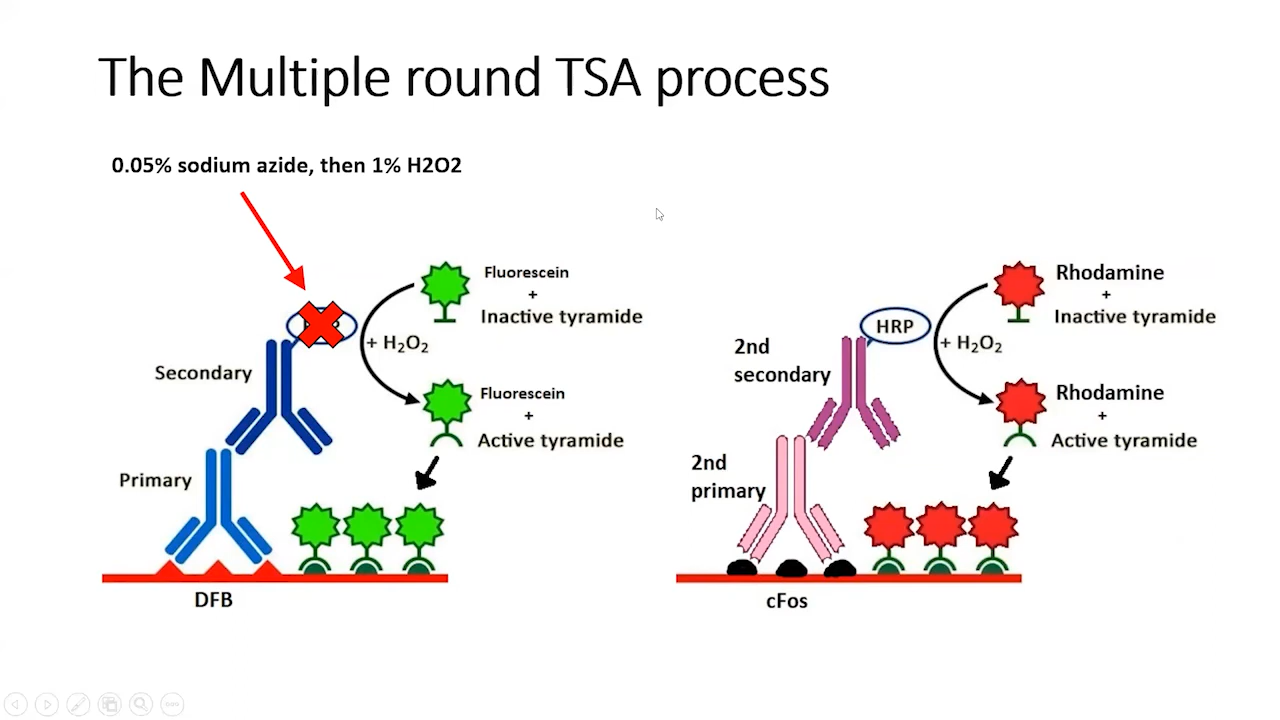 The Multiple round TSA process
0.05% sodium azide, then 1% H2O2
Fluorescein
+
Inactive tyramide
+ H₂O₂
Secondary
Fluorescein
+
Active tyramide
Primary
DFB
Rhodamine
+
Inactive tyramide
HRP
+ H₂O₂
2nd
secondary
Rhodamine
+
Active tyramide
2nd
primary
cFos